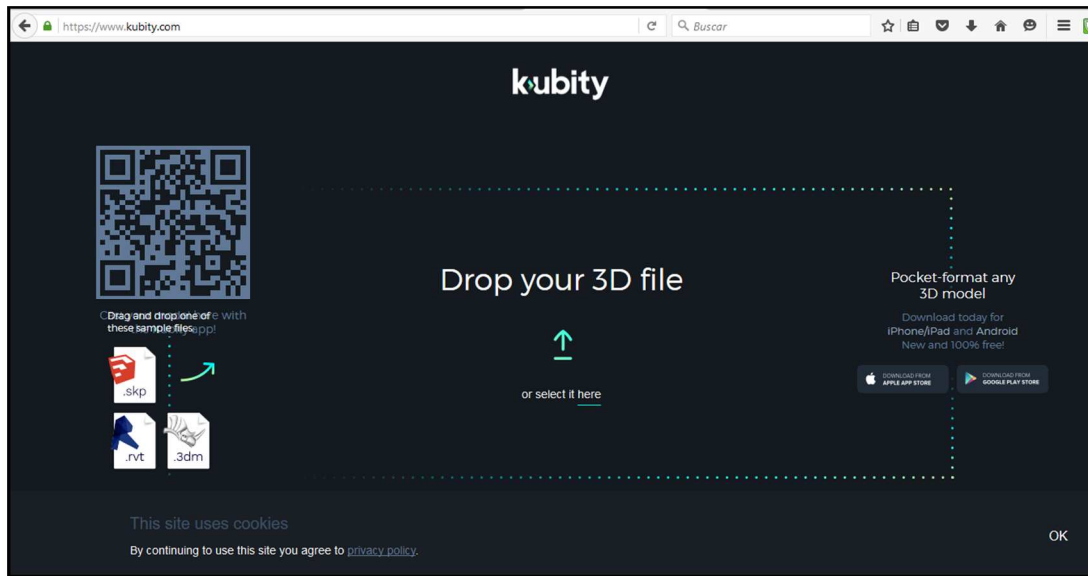 https://www.kubity.com
Buscar
kubity
Drop your 3D file
or select it here
Drag and drop one of
these sample files.
with
app!
.skp
.rvt
.3dm
Pocket-format any
3D model
Download today for
iPhone/iPad and Android
New and 100% free!
DOWNLOAD FROM
APPLE APP STORE
DOWNLOAD FROM
GOOGLE PLAY STORE
This site uses cookies
By continuing to use this site you agree to privacy policy.
OK